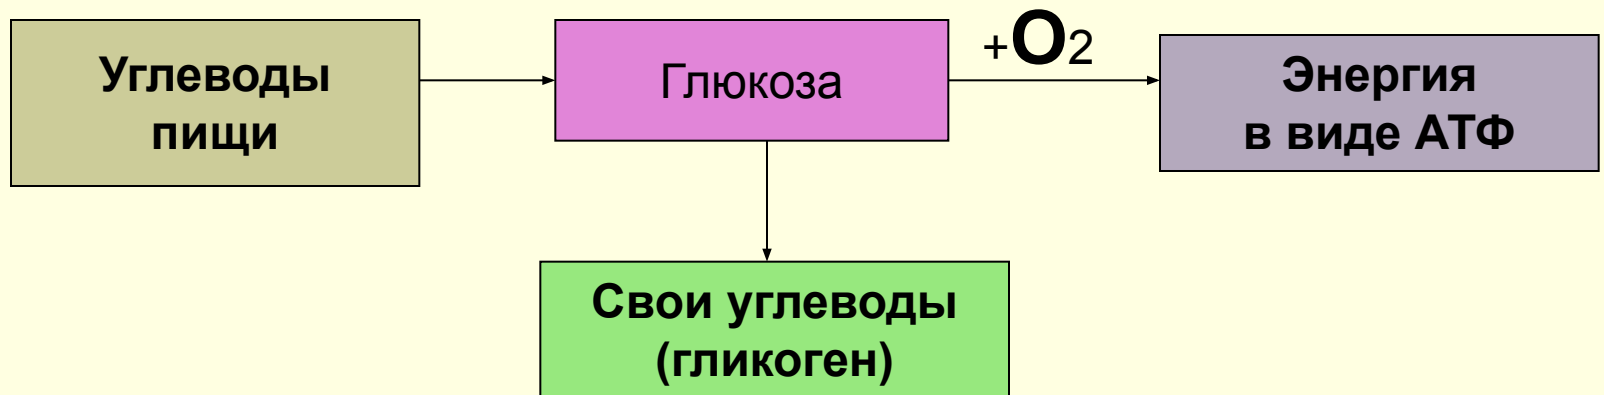 Углеводы
пищи
Глюкоза
+O2
Энергия
в виде АТФ
Свои углеводы
(гликоген)